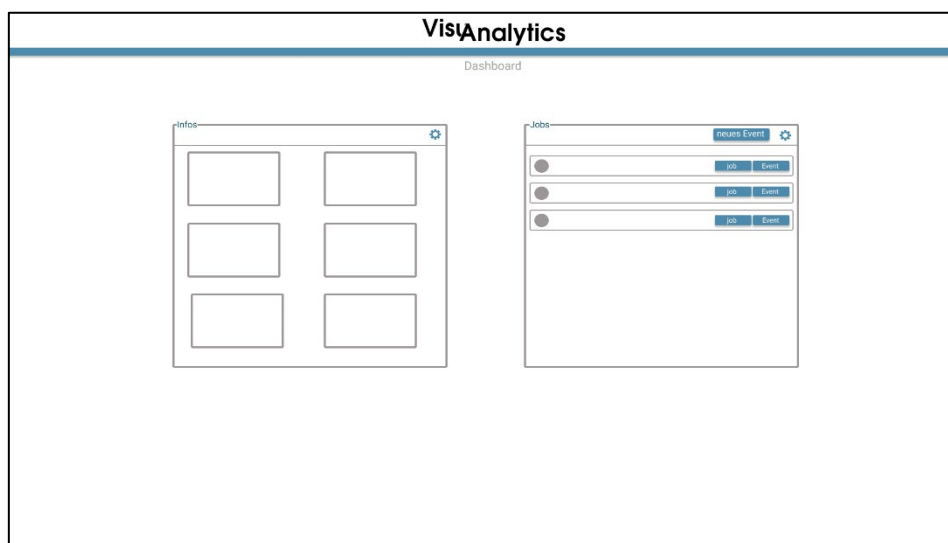 VisuAnalytics
Dashboard
Infos
Jobs
neues Event
job Event
job Event
job Event